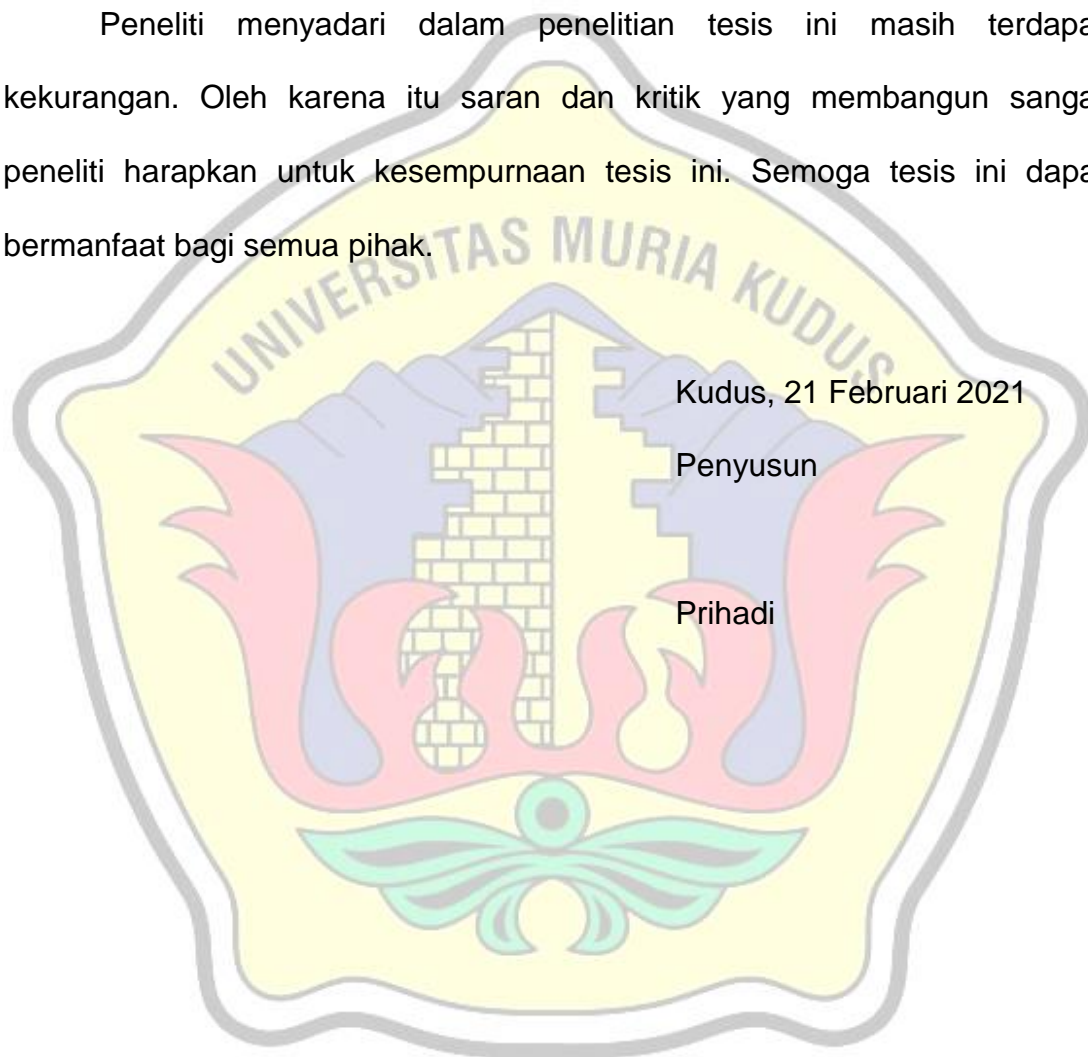 Peneliti menyadari dalam penelitian tesis ini masih terdapa
kekurangan. Oleh karena itu saran dan kritik yang membangun sanga
peneliti harapkan untuk kesempurnaan tesis ini. Semoga tesis ini dapa
bermanfaat bagi semua pihak.
UNIVERSITAS MURIA KUDUS
Kudus, 21 Februari 2021
Penyusun
Prihadi